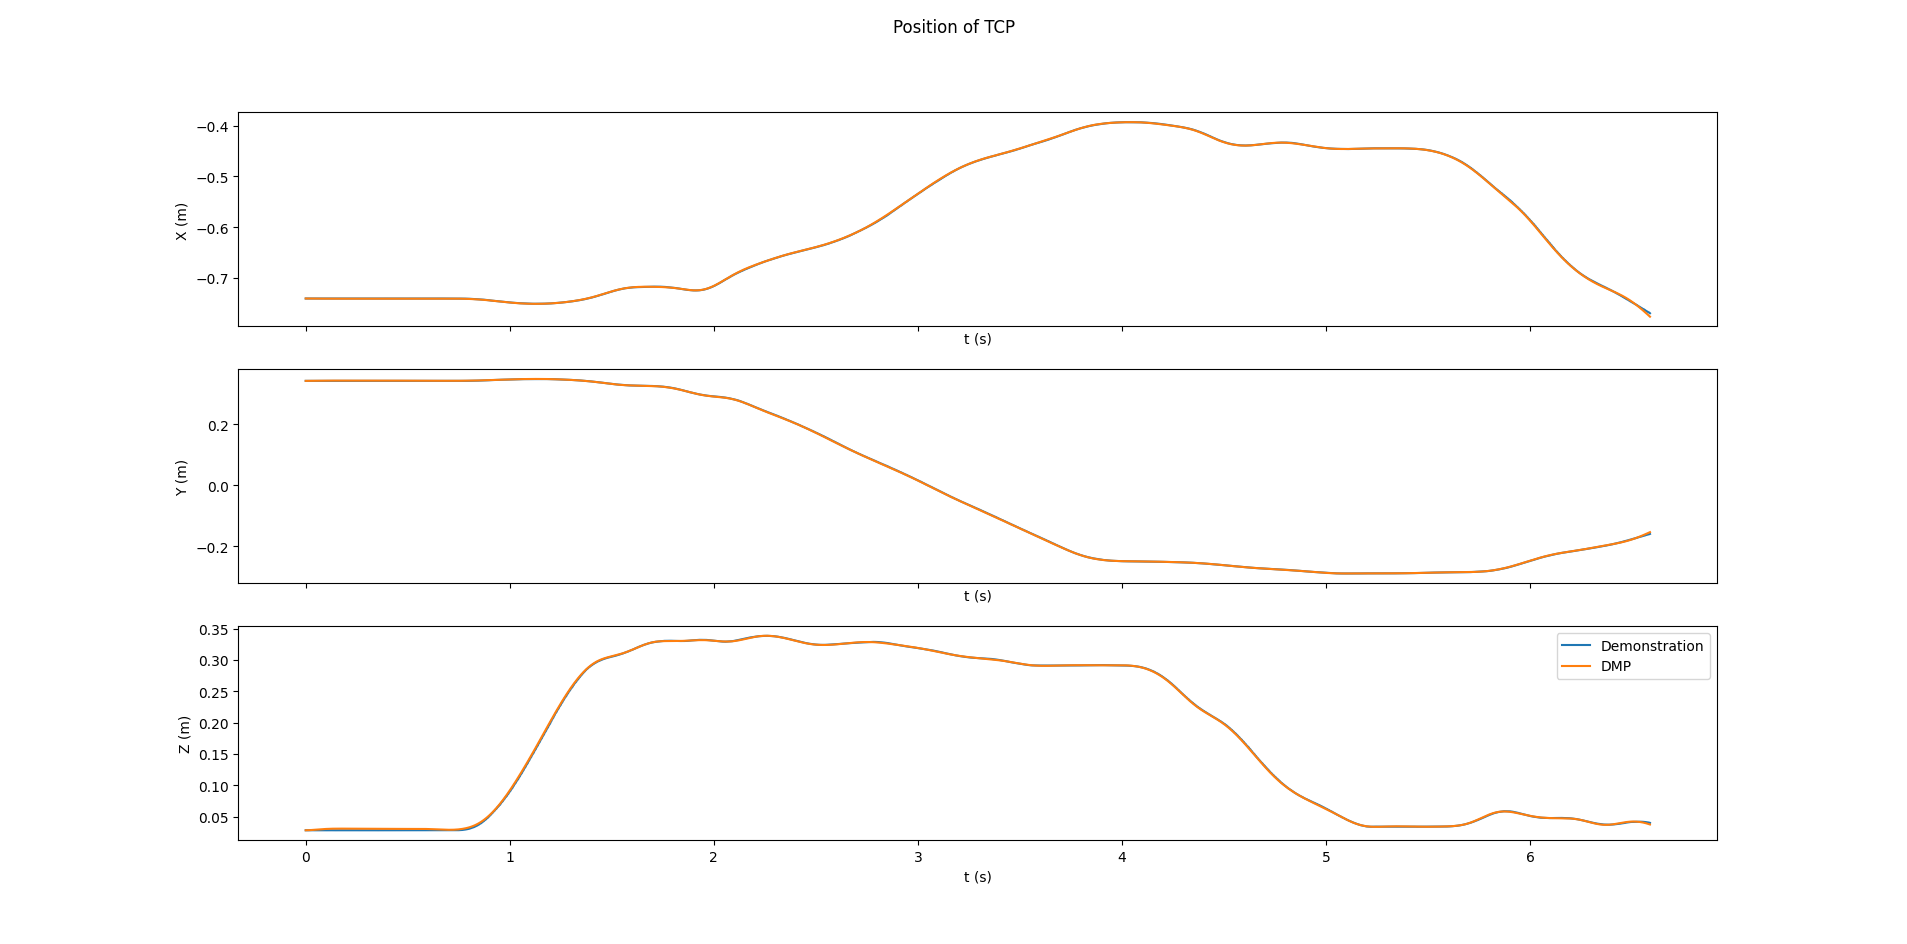 Position of TCP
−0.4
−0.5
−0.6
−0.7
X (m)
t (s)
0.2
0.0
−0.2
Y (m)
t (s)
0.35
0.30
0.25
0.20
0.15
0.10
0.05
Z (m)
Demonstration
DMP
0 1 2 3 4 5 6
t (s)